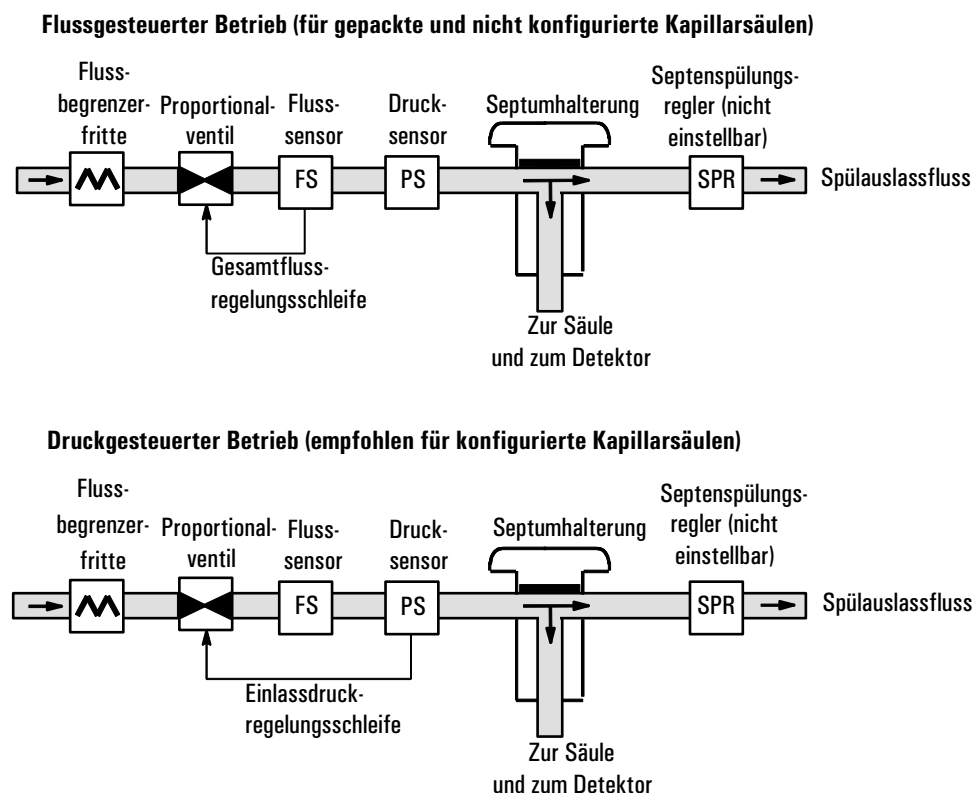 Flussgesteuerter Betrieb (für gepackte und nicht konfigurierte Kapillarsäulen)
Fluss-
begrenzer-
fritte
Proportional-
ventil
Fluss-
sensor
Druck-
sensor
Septumhalterung
Septenspülungs-
regler (nicht
einstellbar)
FS
PS
SPR
Spülauslassfluss
Gesamtfluss-
regelungsschleife
Zur Säule
und zum Detektor
Druckgesteuerter Betrieb (empfohlen für konfigurierte Kapillarsäulen)
Fluss-
begrenzer-
fritte
Proportional-
ventil
Fluss-
sensor
Druck-
sensor
Septumhalterung
Septenspülungs-
regler (nicht
einstellbar)
FS
PS
SPR
Spülauslassfluss
Einlassdruck-
regelungsschleife
Zur Säule
und zum Detektor